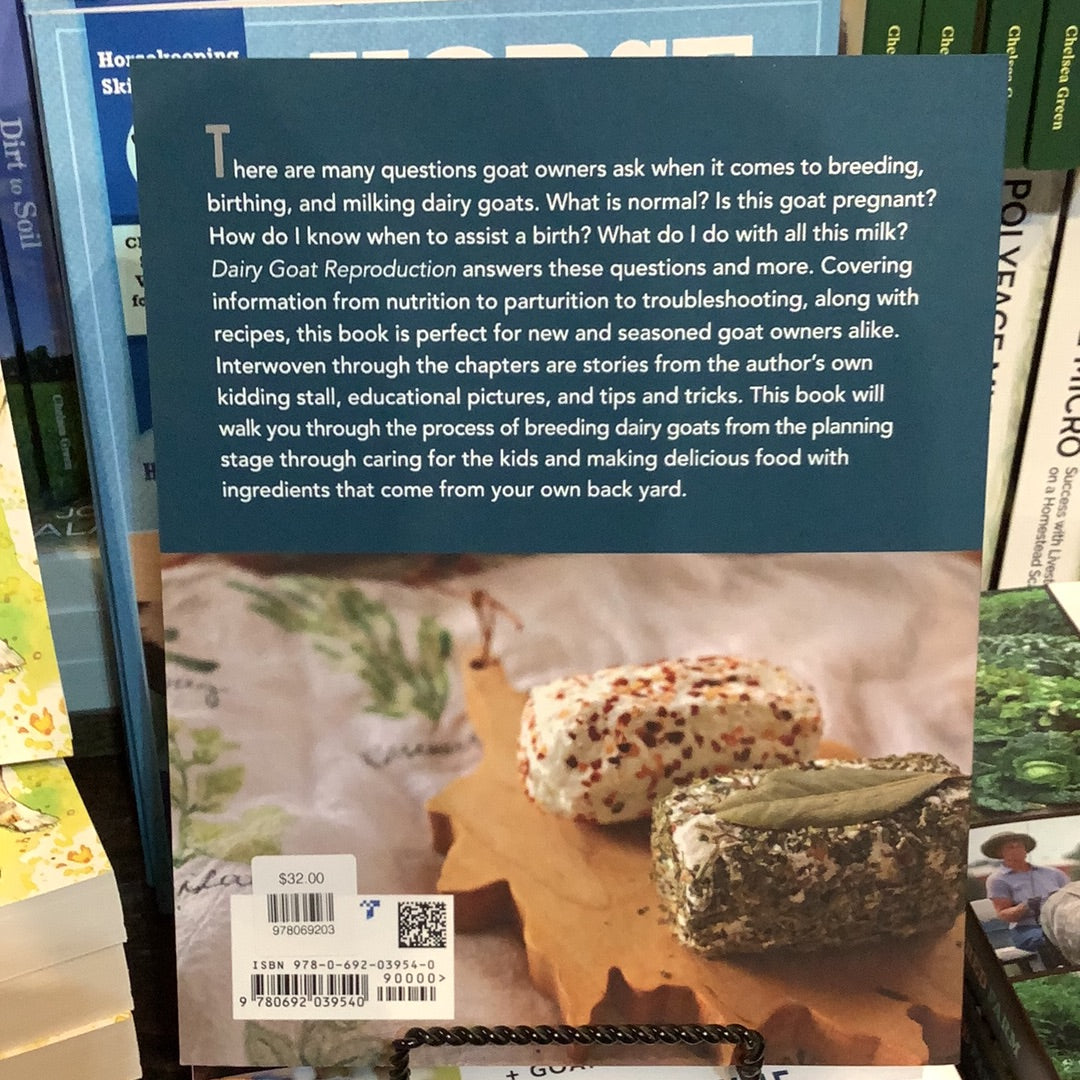 Horsekeeping
Dirt to Soil
Chelsea Green
Chelsea Green
There are many questions goat owners ask when it comes to breeding,
birthing, and milking dairy goats. What is normal? Is this goat pregnant?
How do I know when to assist a birth? What do I do with all this milk?
Dairy Goat Reproduction answers these questions and more. Covering
information from nutrition to parturition to troubleshooting, along with
recipes, this book is perfect for new and seasoned goat owners alike.
Interwoven through the chapters are stories from the author's own
kidding stall, educational pictures, and tips and tricks. This book will
walk you through the process of breeding dairy goats from the planning
stage through caring for the kids and making delicious food with
ingredients that come from your own back yard.
$32.00
978069203
ISBN 978-0-692-03954-0
90000>
9 780692 039540
MICRO
Success with
on a Homestead